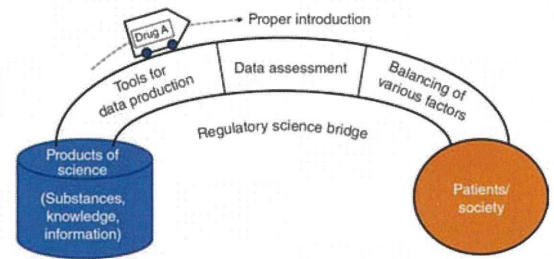 Proper introduction
Drug A
Tools for
data production
Data assessment
Balancing of
various factors
Regulatory science bridge
Products of
science
(Substances,
knowledge,
information)
Patients/
society